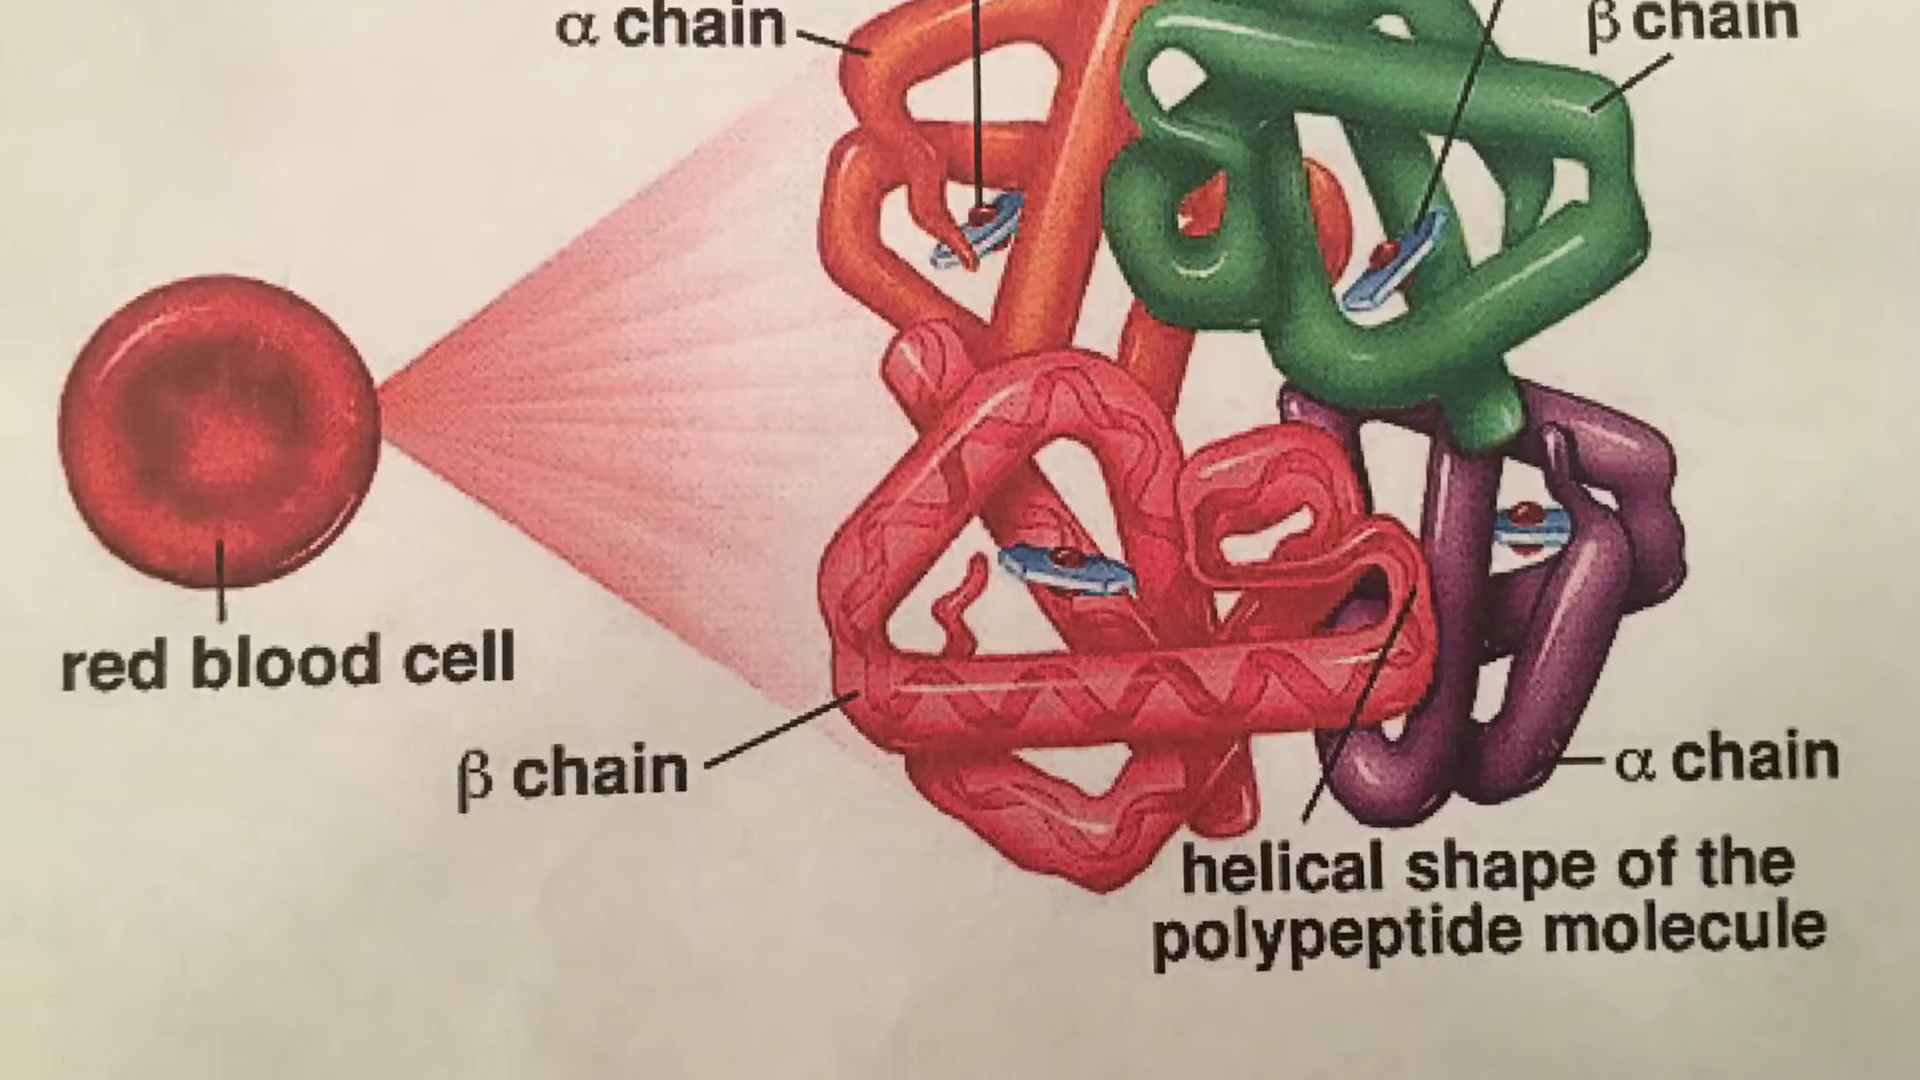 α chain
β chain
red blood cell
β chain
α chain
helical shape of the
polypeptide molecule